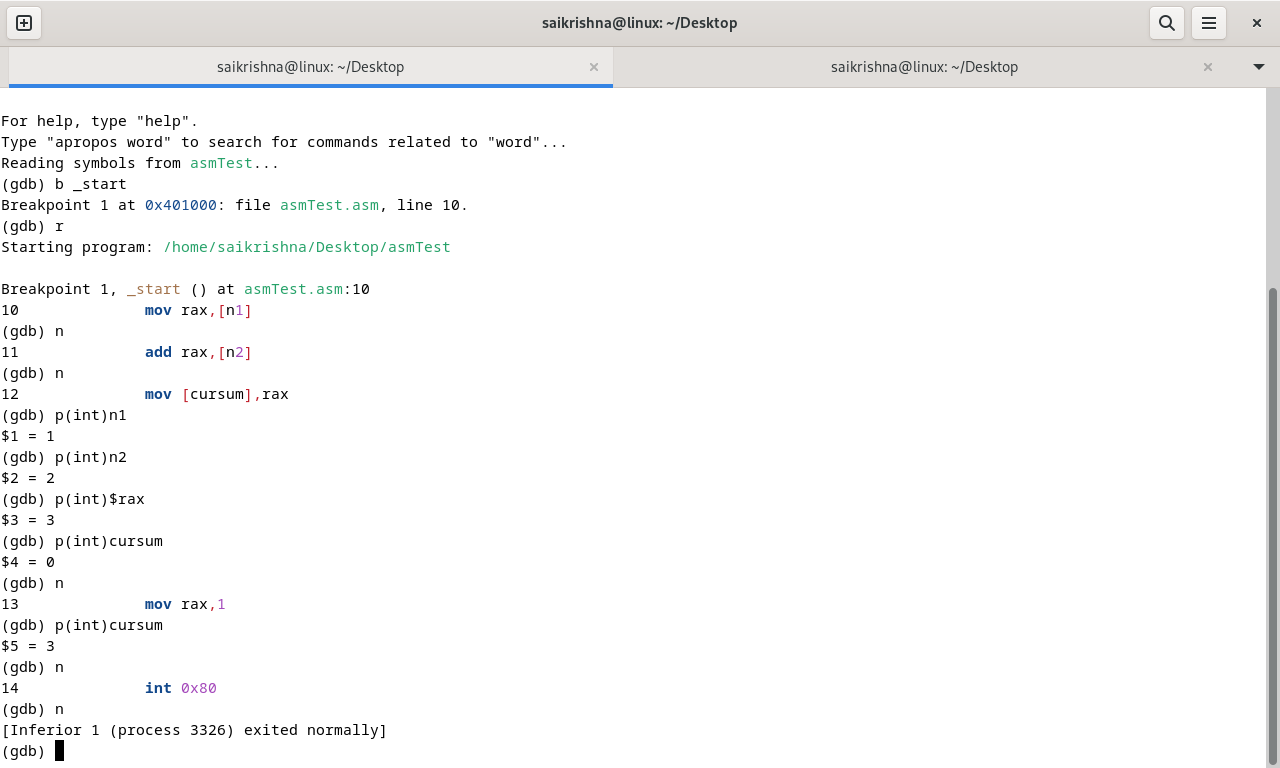 saikrishna@linux: ~/Desktop
saikrishna@linux: ~/Desktop
saikrishna@linux: ~/Desktop
For help, type "help".
Type "apropos word" to search for commands related to "word"...
Reading symbols from asmTest...
(gdb) b _start
Breakpoint 1 at 0x401000: file asmTest.asm, line 10.
(gdb) r
Starting program: /home/saikrishna/Desktop/asmTest
Breakpoint 1, _start () at asmTest.asm:10
10              mov rax,[n1]
(gdb) n
11              add rax,[n2]
(gdb) n
12              mov [cursum],rax
(gdb) p(int)n1
$1 = 1
(gdb) p(int)n2
$2 = 2
(gdb) p(int)$rax
$3 = 3
(gdb) p(int)cursum
$4 = 0
(gdb) n
13              mov rax,1
(gdb) p(int)cursum
$5 = 3
(gdb) n
14              int 0x80
(gdb) n
[Inferior 1 (process 3326) exited normally]
(gdb)